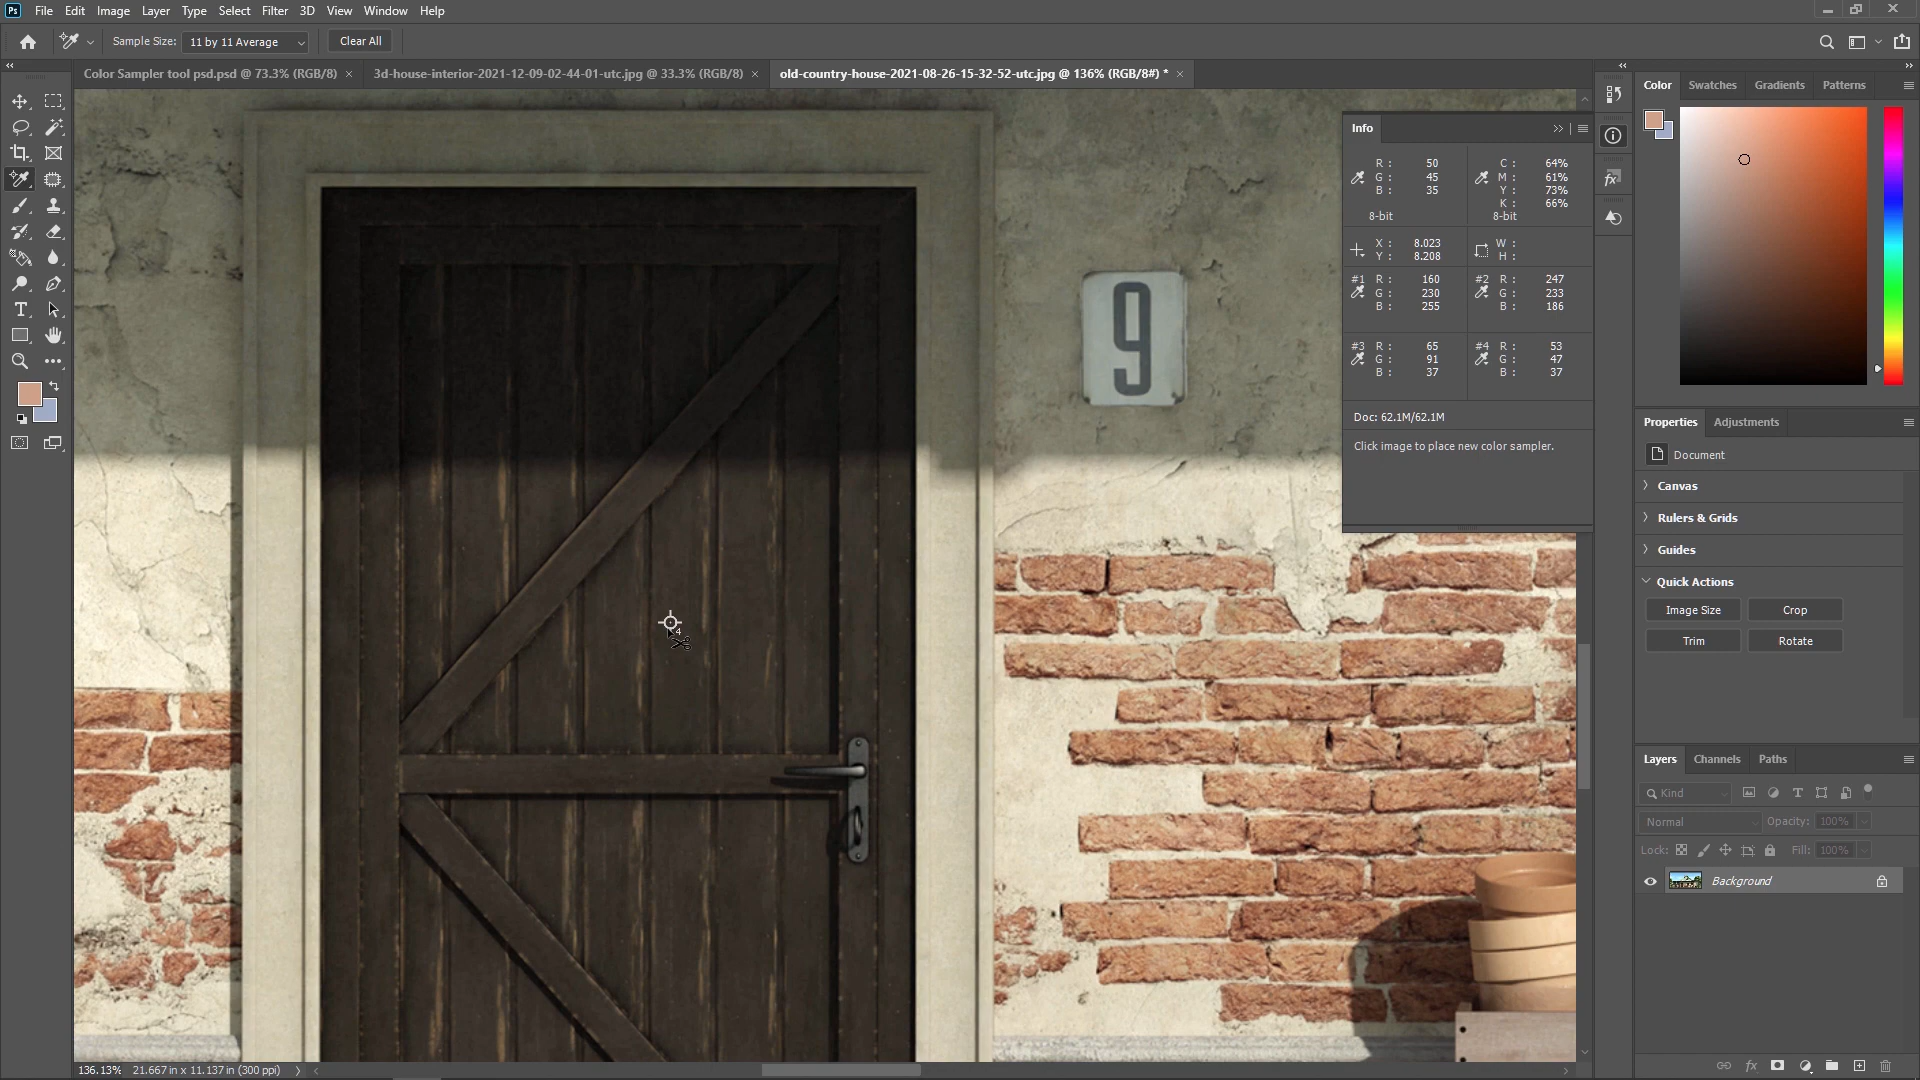 Ps File Edit Image Layer Type Select Filter 3D View Window Help
Sample Size: 11 by 11 Average Clear All
Color Sampler tool psd.psd @ 73.3% (RGB/8) × 3d-house-interior-2021-12-09-02-44-01-utc.jpg @ 33.3% (RGB/8) × old-country-house-2021-08-26-15-32-52-utc.jpg @ 136% (RGB/8#) * ×
Color Swatches Gradients Patterns
Info
R : 50 C : 64%
G : 45 M : 61%
B : 35 Y : 73%
K : 66%
8-bit 8-bit
X : 8.023 W :
Y : 8.208 H :
#1 R : 160 #2 R : 247
G : 230 G : 233
B : 255 B : 186
#3 R : 65 #4 R : 53
G : 91 G : 47
B : 37 B : 37
Doc: 62.1M/62.1M
Click image to place new color sampler.
9
4
Properties Adjustments
Document
Canvas
Rulers & Grids
Guides
Quick Actions
Image Size Crop
Trim Rotate
Layers Channels Paths
Kind
Normal Opacity: 100%
Lock: Fill: 100%
Background
fx
136.13% 21.667 in x 11.137 in (300 ppi)